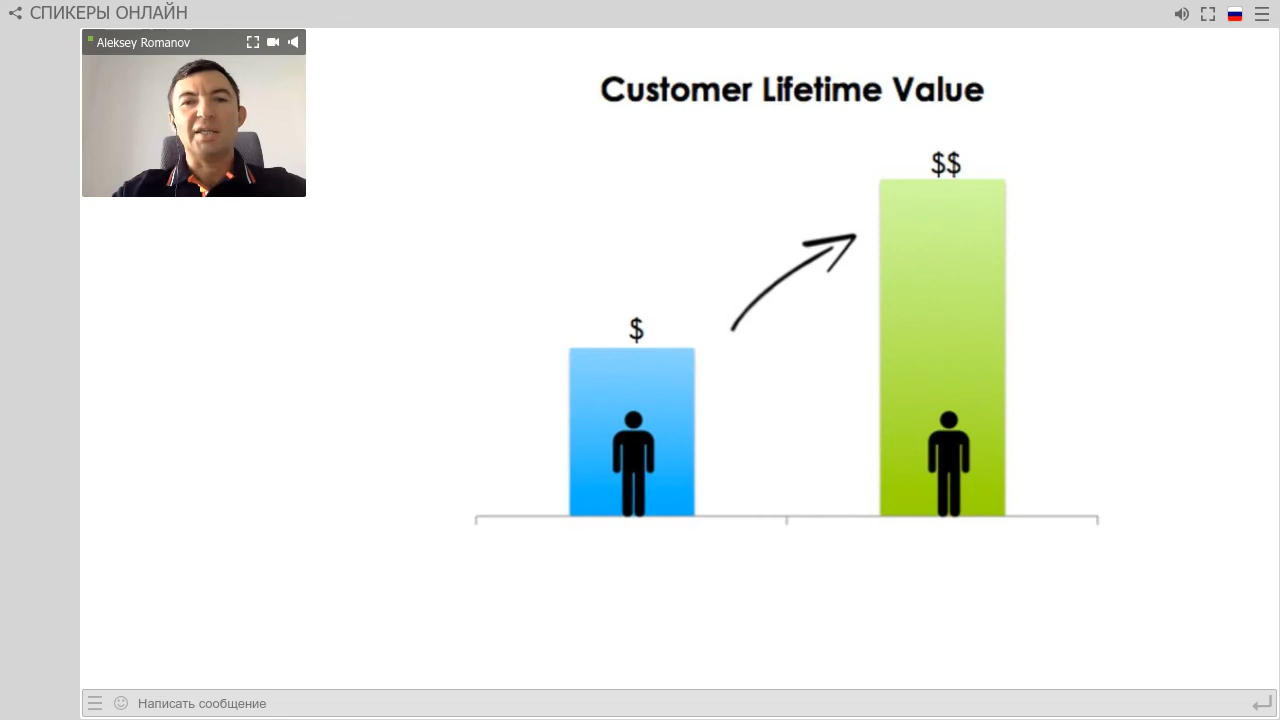 СПИКЕРЫ ОНЛАЙН
Aleksey Romanov
Customer Lifetime Value
$$
$
Написать сообщение